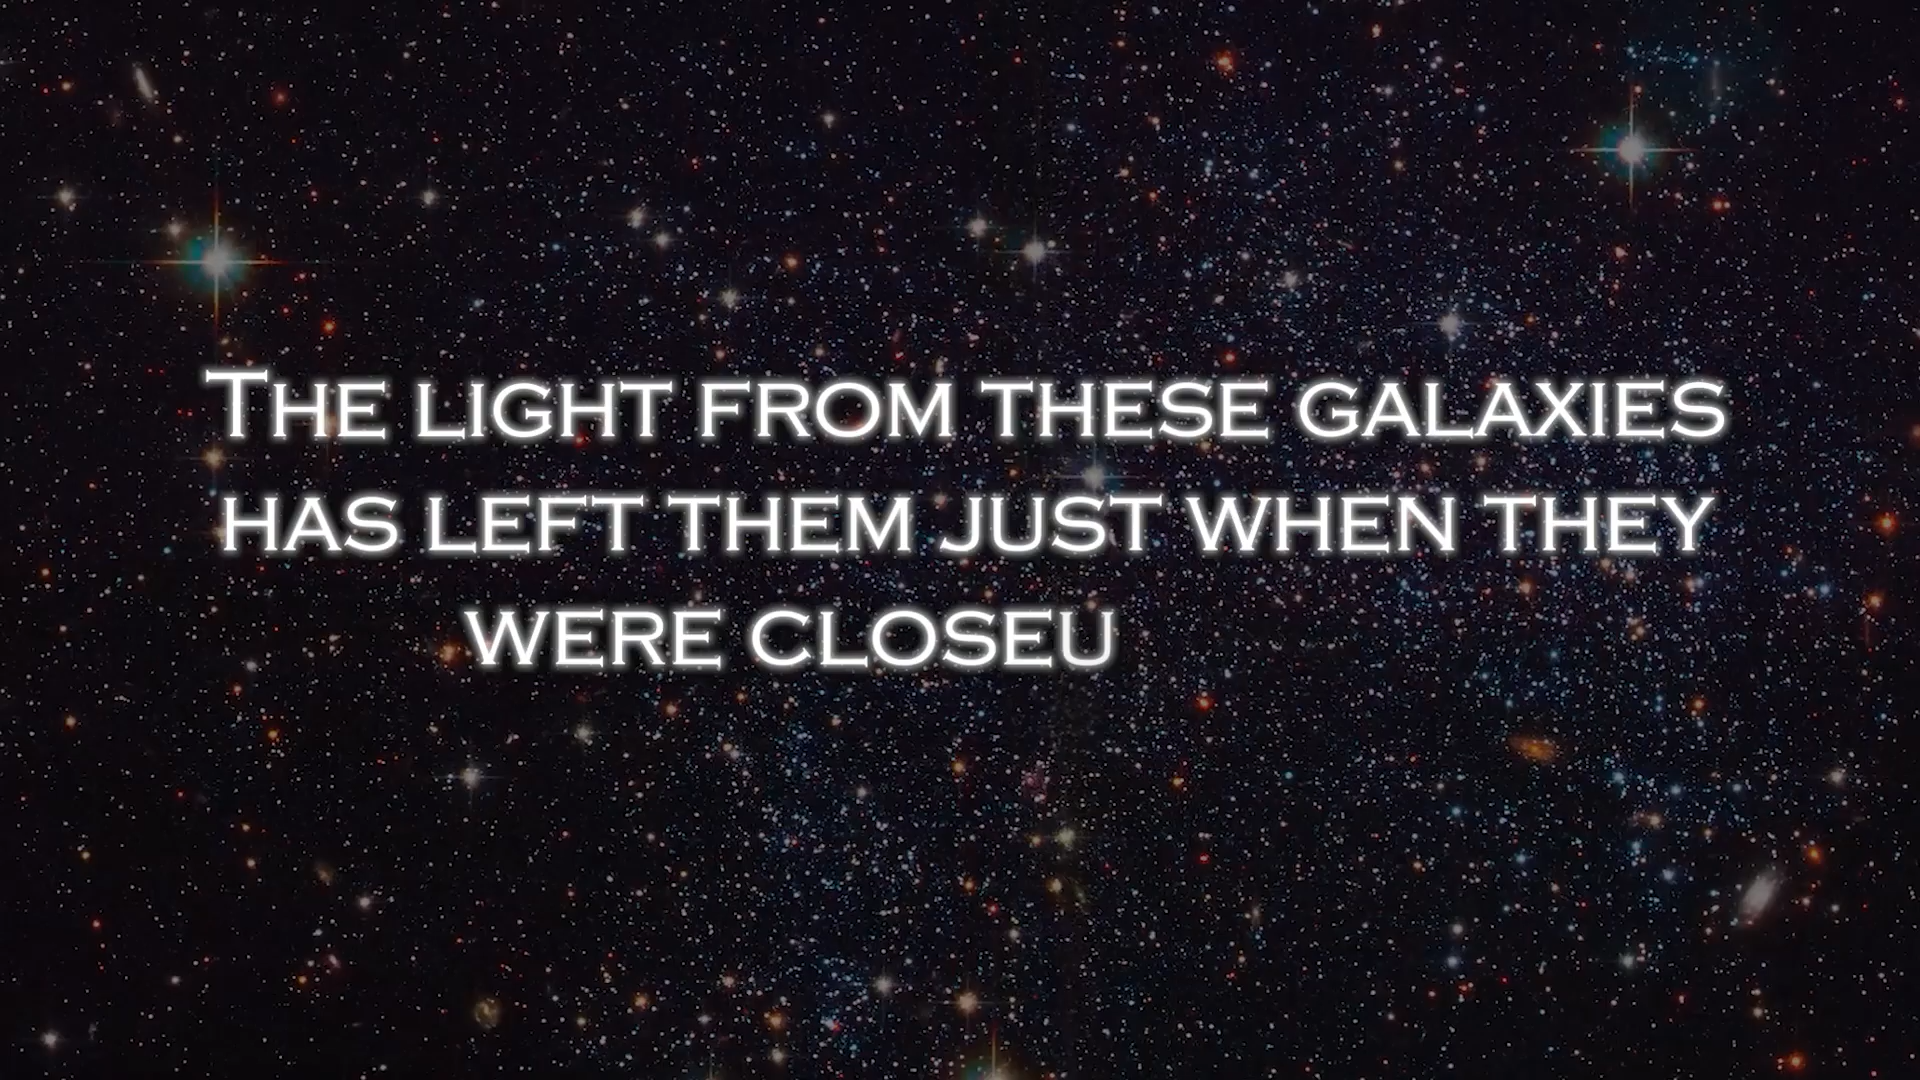 The light from these galaxies
has left them just when they
were closeu